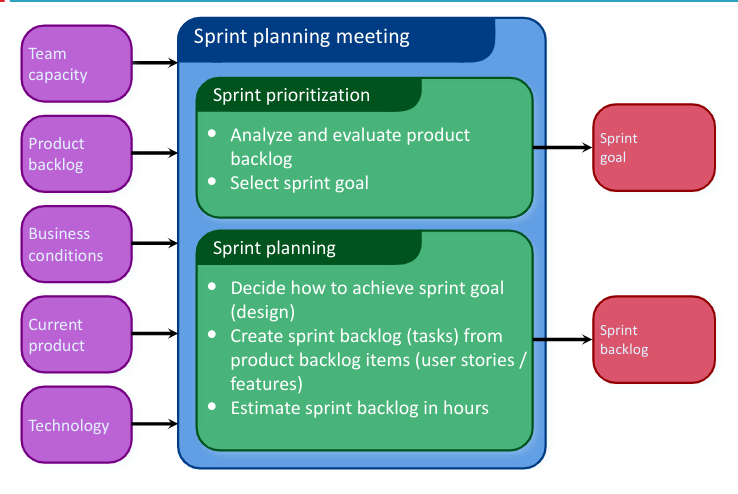 Team
capacity
Product
backlog
Business
conditions
Current
product
Technology
Sprint planning meeting
Sprint prioritization
• Analyze and evaluate product
backlog
• Select sprint goal
Sprint planning
• Decide how to achieve sprint goal
(design)
• Create sprint backlog (tasks) from
product backlog items (user stories /
features)
• Estimate sprint backlog in hours
Sprint
goal
Sprint
backlog